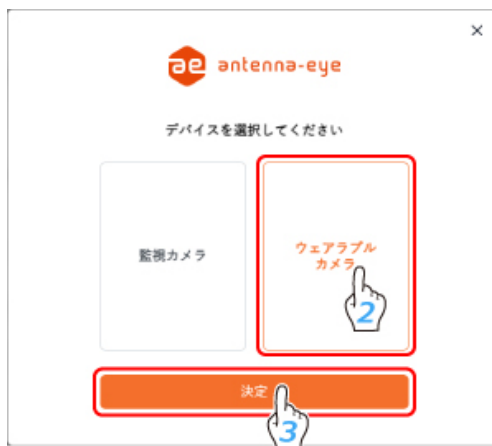 ×
ae antenna-eye
デバイスを選択してください
監視カメラ
ウェアラブル
カメラ
2
決定
3